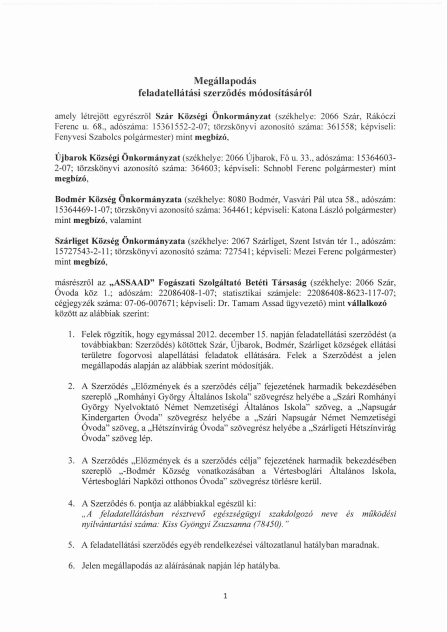 Megállapodás
feladatellátási szerződés módosításáról
amely létrejött egyrészről Szár Községi Önkormányzat (székhelye: 2066 Szár, Rákóczi
Ferenc u. 68., adószáma: 15361552-2-07; törzskönyvi azonosító száma: 361558; képviseli:
Fenyvesi Szabolcs polgármester) mint megbízó,
Újbarok Községi Önkormányzat (székhelye: 2066 Újbarok, Fő u. 33., adószáma: 15364603-
2-07; törzskönyvi azonosító száma: 364603; képviseli: Schnobl Ferenc polgármester) mint
megbízó,
Bodmér Község Önkormányzata (székhelye: 8080 Bodmér, Vasvári Pál utca 58., adószám:
15364469-1-07; törzskönyvi azonosító száma: 364461; képviseli: Katona László polgármester)
mint megbízó, valamint
Szárliget Község Önkormányzata (székhelye: 2067 Szárliget, Szent István tér 1., adószám:
15727543-2-11; törzskönyvi azonosító száma: 727541; képviseli: Mezei Ferenc polgármester)
mint megbízó,
másrészről az „ASSAAD” Fogászati Szolgáltató Betéti Társaság (székhelye: 2066 Szár,
Óvoda köz 1.; adószám: 22086408-1-07; statisztikai számjele: 22086408-8623-117-07;
cégjegyzék száma: 07-06-007671; képviseli: Dr. Tamam Assad ügyvezető) mint vállalkozó
között az alábbiak szerint:
1. Felek rögzítik, hogy egymással 2012. december 15. napján feladatellátási szerződést (a
továbbiakban: Szerződés) kötöttek Szár, Újbarok, Bodmér, Szárliget községek ellátási
területre fogorvosi alapellátási feladatok ellátására. Felek a Szerződést a jelen
megállapodás alapján az alábbiak szerint módosítják.
2. A Szerződés „Előzmények és a szerződés célja” fejezetének harmadik bekezdésében
szereplő „Romhányi György Általános Iskola” szövegrész helyébe a „Szári Romhányi
György Nyelvoktató Német Nemzetiségi Általános Iskola” szöveg, a „Napsugár
Kindergarten Óvoda” szövegrész helyébe a „Szári Napsugár Német Nemzetiségi
Óvoda” szöveg, a „Hétszínvirág Óvoda” szövegrész helyébe a „Szárligeti Hétszínvirág
Óvoda” szöveg lép.
3. A Szerződés „Előzmények és a szerződés célja” fejezetének harmadik bekezdésében
szereplő „-Bodmér Község vonatkozásában a Vértesboglári Általános Iskola,
Vértesboglári Napközi otthonos Óvoda” szövegrész törlésre kerül.
4. A Szerződés 6. pontja az alábbiakkal egészül ki:
„A feladatellátásban résztvevő egészségügyi szakdolgozó neve és működési
nyilvántartási száma: Kiss Gyöngyi Zsuzsanna (78450).”
5. A feladatellátási szerződés egyéb rendelkezései változatlanul hatályban maradnak.
6. Jelen megállapodás az aláírásának napján lép hatályba.
1